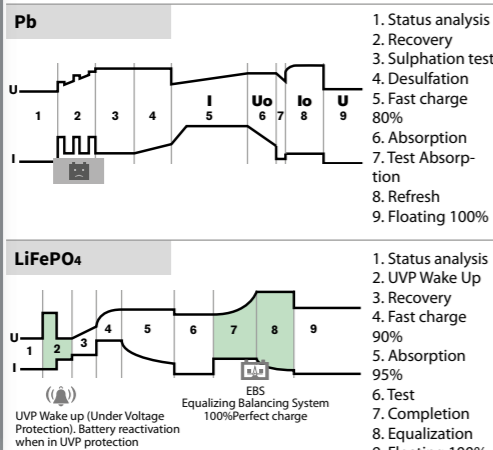 Pb
U
I
1
2
3
4
I
5
Uo
6
7
Io
8
U
9
1. Status analysis
2. Recovery
3. Sulphation test
4. Desulfation
5. Fast charge
80%
6. Absorption
7. Test Absorp-
tion
8. Refresh
9. Floating 100%
LiFePO4
U
I
1
2
3
4
5
6
7
8
9
UVP Wake up (Under Voltage
Protection). Battery reactivation
when in UVP protection
EBS
Equalizing Balancing System
100%Perfect charge
1. Status analysis
2. UVP Wake Up
3. Recovery
4. Fast charge
90%
5. Absorption
95%
6. Test
7. Completion
8. Equalization
9. Floating 100%